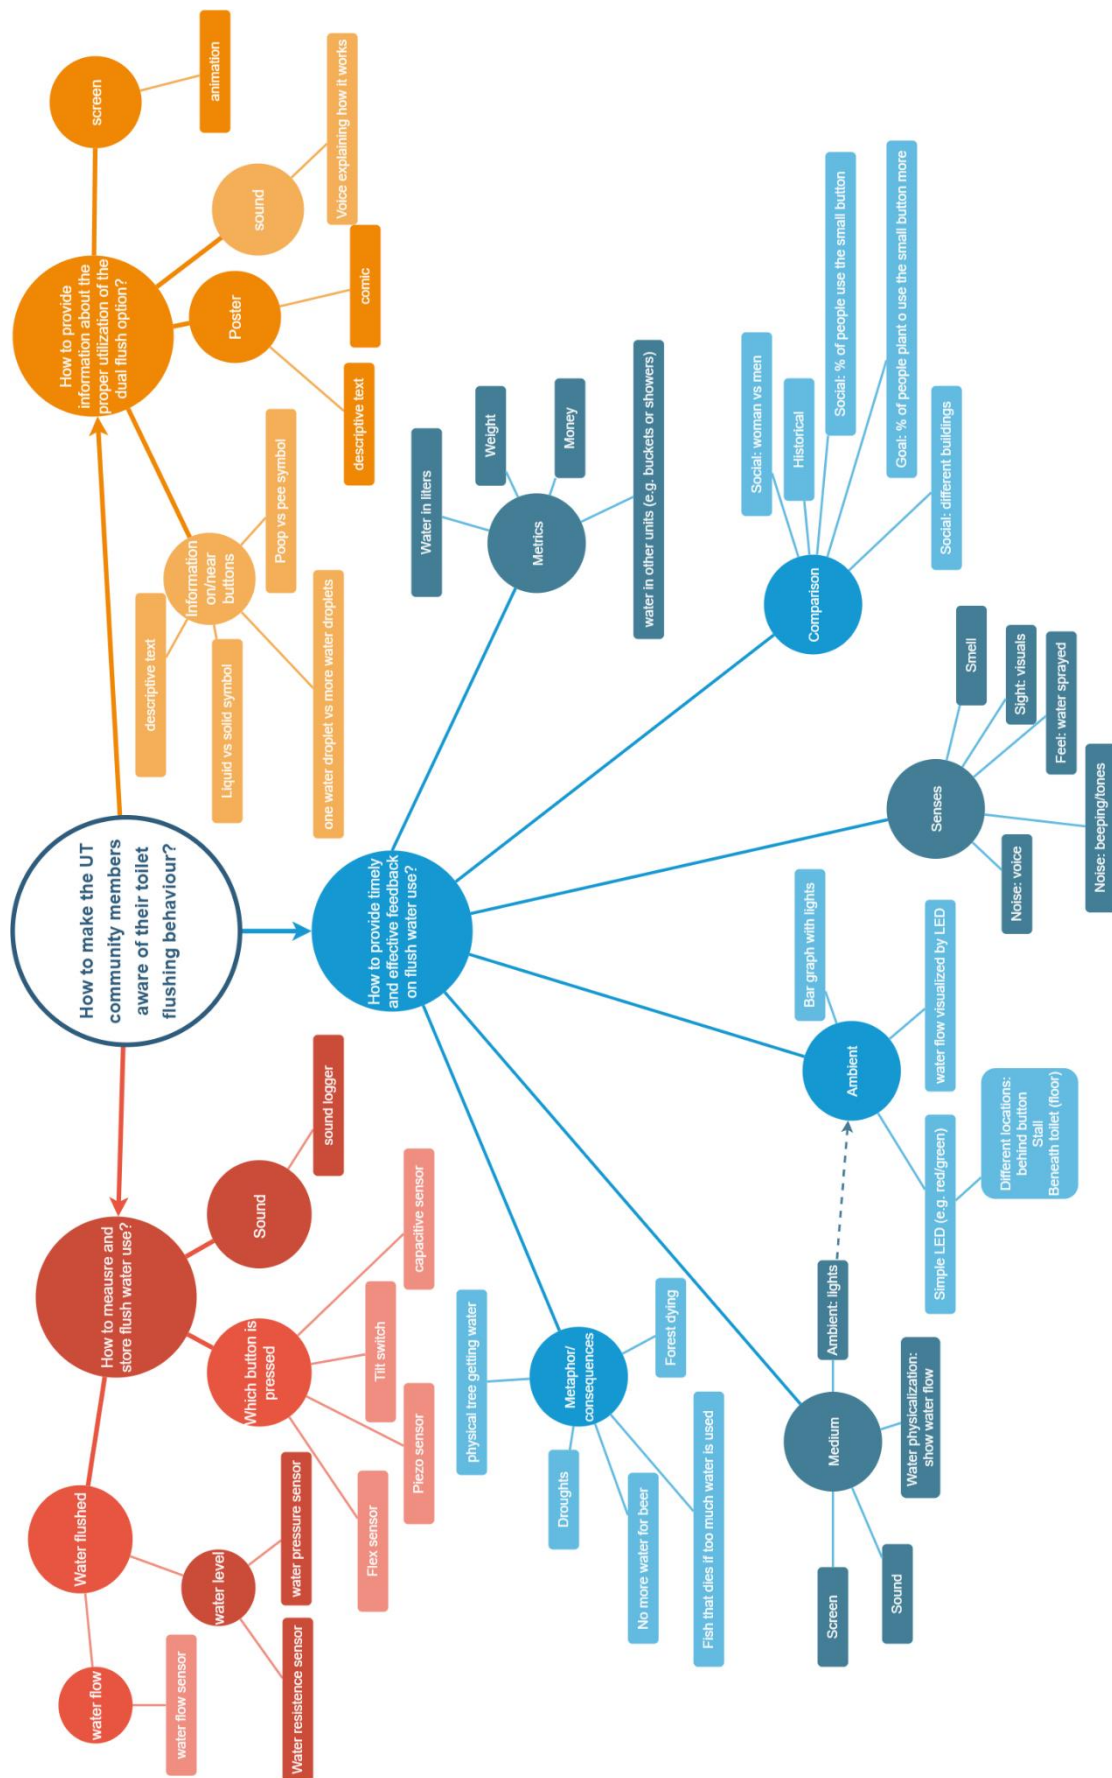 How to make the UT
community members
aware of their toilet
flushing behaviour?
How to meausre and
store flush water use?
Water flushed
water flow
water flow sensor
water level
Water resistence sensor
water pressure sensor
Which button is
pressed
Flex sensor
Piezo sensor
Tilt switch
capacitive sensor
Sound
sound logger
How to provide timely
and effective feedback
on flush water use?
Metaphor/
consequences
physical tree getting water
Droughts
No more water for beer
Fish that dies if too much water is used
Forest dying
Medium
Screen
Sound
Water physicalization:
show water flow
Ambient: lights
Ambient
Bar graph with lights
Simple LED (e.g. red/green)
Different locations:
behind button
Stall
Beneath toilet (floor)
water flow visualized by LED
Senses
Noise: voice
Noise: beeping/tones
Feel: water sprayed
Sight: visuals
Smell
Comparison
Social: woman vs men
Historical
Social: % of people use the small button
Goal: % of people plant o use the small button more
Social: different buildings
Metrics
Water in liters
Weight
Money
water in other units (e.g. buckets or showers)
How to provide
information about the
proper utilization of the
dual flush option?
Information
on/near
buttons
descriptive text
Liquid vs solid symbol
one water droplet vs more water droplets
Poop vs pee symbol
Poster
descriptive text
comic
sound
Voice explaining how it works
screen
animation